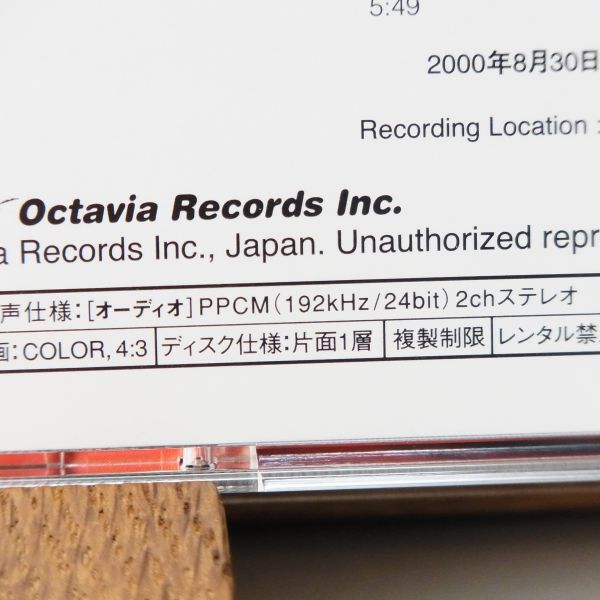 5:49
2000年8月30日
Recording Location :
Octavia Records Inc.
a Records Inc., Japan. Unauthorized repr
声仕様:[オーディオ]PPCM(192kHz/24bit)2chステレオ
画:COLOR, 4:3 ディスク仕様:片面1層 複製制限 レンタル禁